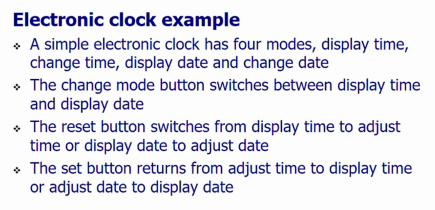 Electronic clock example
❖ A simple electronic clock has four modes, display time,
change time, display date and change date
❖ The change mode button switches between display time
and display date
❖ The reset button switches from display time to adjust
time or display date to adjust date
❖ The set button returns from adjust time to display time
or adjust date to display date